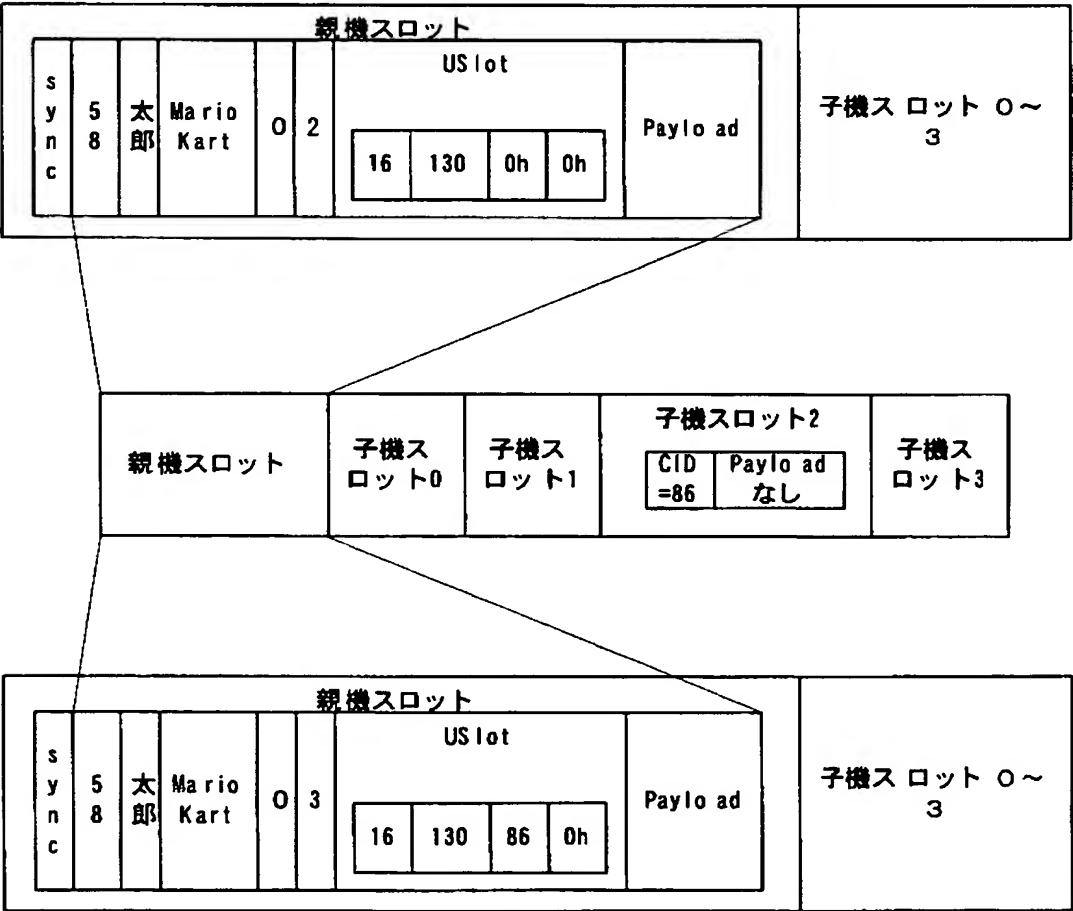 親機スロット
sync
58
太郎
Mario
Kart
0
2
USlot
16 130 0h 0h
Payload
子機スロット 0～
3
親機スロット
子機ス
ロット0
子機ス
ロット1
子機スロット2
CID
=86
Payload
なし
子機ス
ロット3
親機スロット
sync
58
太郎
Mario
Kart
0
3
USlot
16 130 86 0h
Payload
子機スロット 0～
3